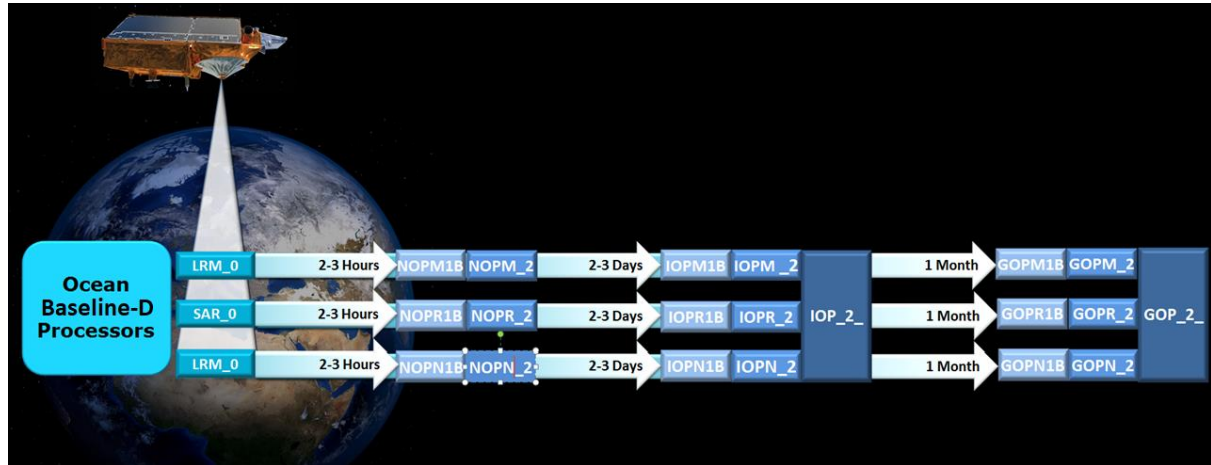 Ocean
Baseline-D
Processors
LRM_0
2-3 Hours
NOPM1B
NOPM_2
2-3 Days
IOPM1B
IOPM_2
1 Month
GOPM1B
GOPM_2
SAR_0
2-3 Hours
NOPR1B
NOPR_2
2-3 Days
IOPR1B
IOPR_2
IOP_2_
1 Month
GOPR1B
GOPR_2
GOP_2_
LRM_0
2-3 Hours
NOPN1B
NOPN_2
2-3 Days
IOPN1B
IOPN_2
1 Month
GOPN1B
GOPN_2